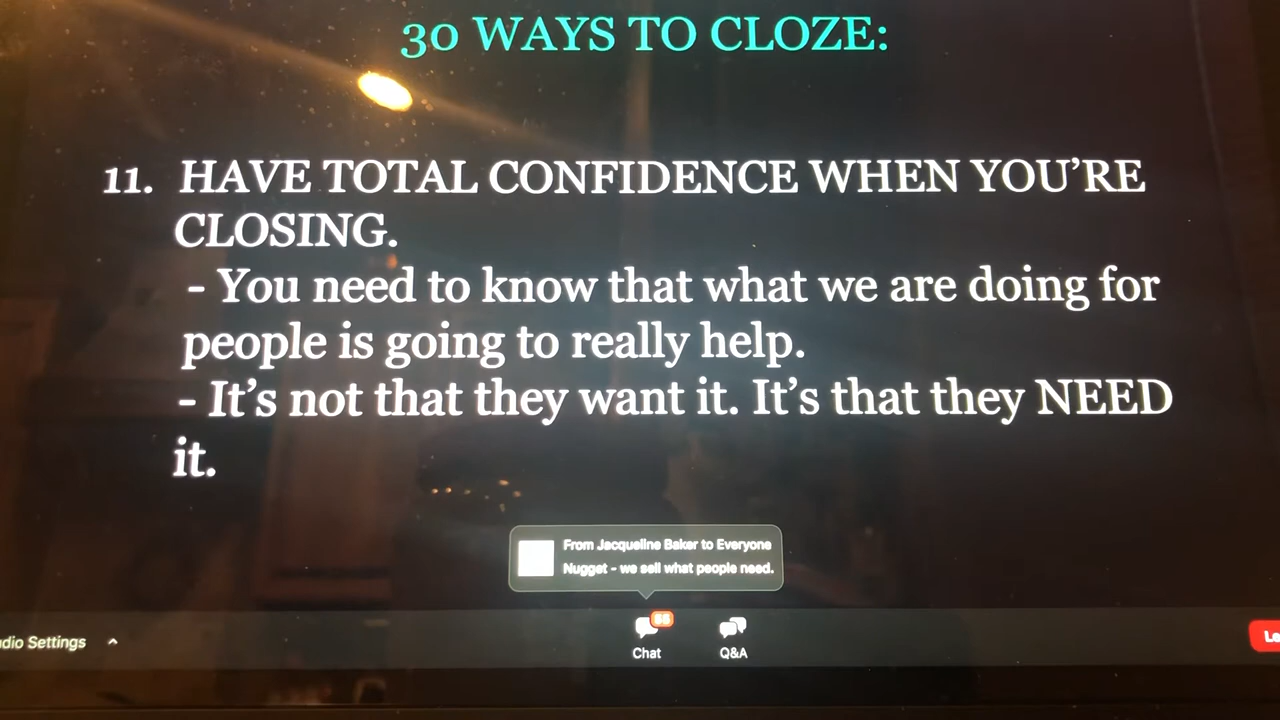 30 WAYS TO CLOZE:
11. HAVE TOTAL CONFIDENCE WHEN YOU'RE
CLOSING.
- You need to know that what we are doing for
people is going to really help.
- It's not that they want it. It's that they NEED
it.
From Jacqueline Baker to Everyone
Nugget - we sell what people need.
dio Settings
Chat
Q&A
Le